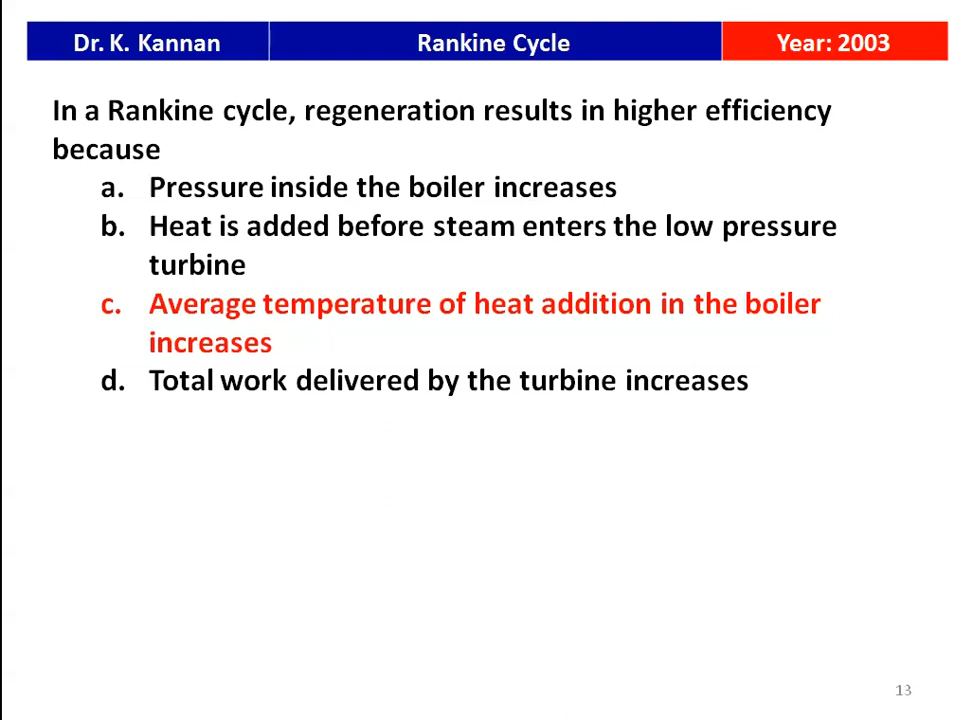 Dr. K. Kannan Rankine Cycle Year: 2003
In a Rankine cycle, regeneration results in higher efficiency
because
a. Pressure inside the boiler increases
b. Heat is added before steam enters the low pressure
turbine
c. Average temperature of heat addition in the boiler
increases
d. Total work delivered by the turbine increases
13